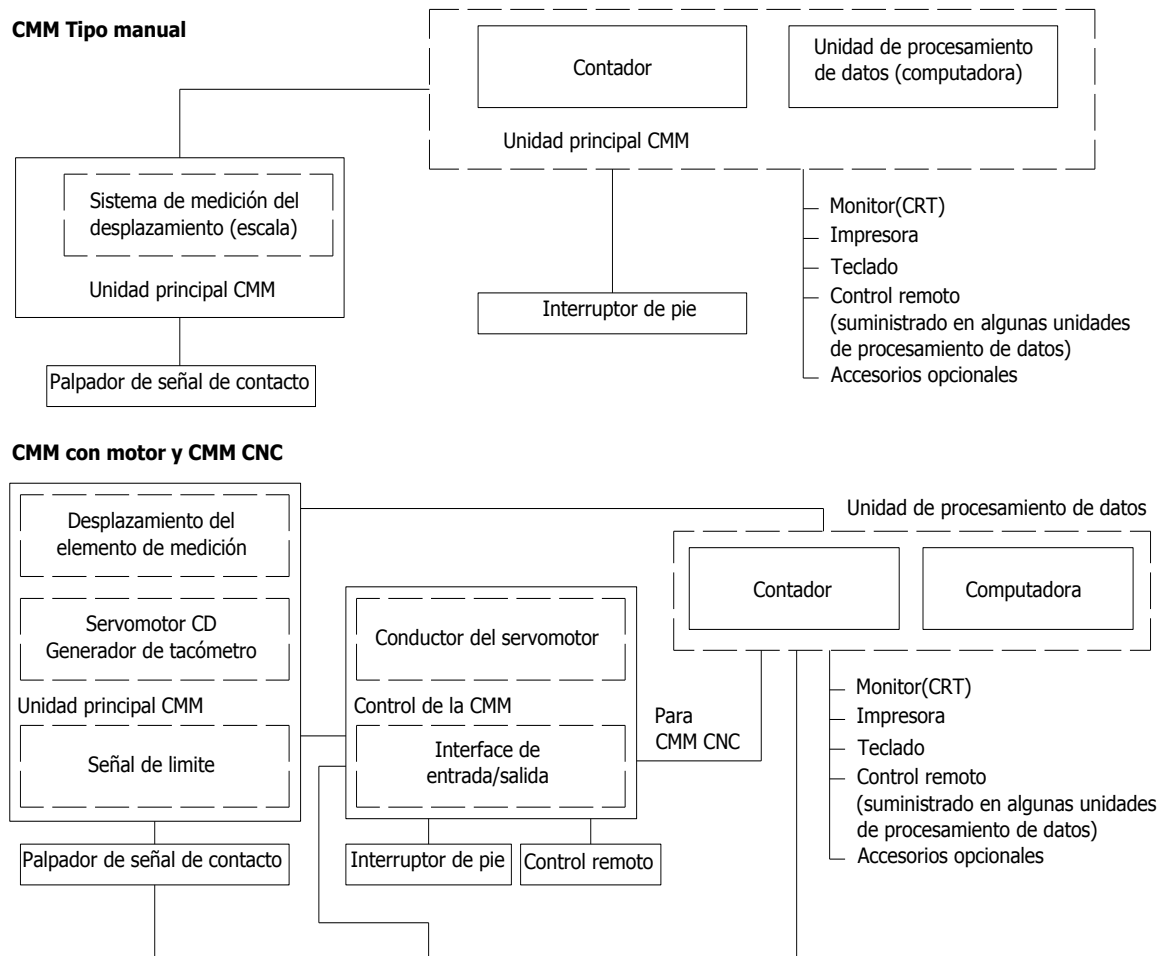 CMM Tipo manual
Contador
Unidad de procesamiento
de datos (computadora)
Unidad principal CMM
Sistema de medición del
desplazamiento (escala)
Unidad principal CMM
Palpador de señal de contacto
Interruptor de pie
Monitor(CRT)
Impresora
Teclado
Control remoto
(suministrado en algunas unidades
de procesamiento de datos)
Accesorios opcionales
CMM con motor y CMM CNC
Desplazamiento del
elemento de medición
Servomotor CD
Generador de tacómetro
Unidad principal CMM
Señal de limite
Palpador de señal de contacto
Conductor del servomotor
Control de la CMM
Interface de
entrada/salida
Interruptor de pie
Control remoto
Para
CMM CNC
Unidad de procesamiento de datos
Contador
Computadora
Monitor(CRT)
Impresora
Teclado
Control remoto
(suministrado en algunas unidades
de procesamiento de datos)
Accesorios opcionales